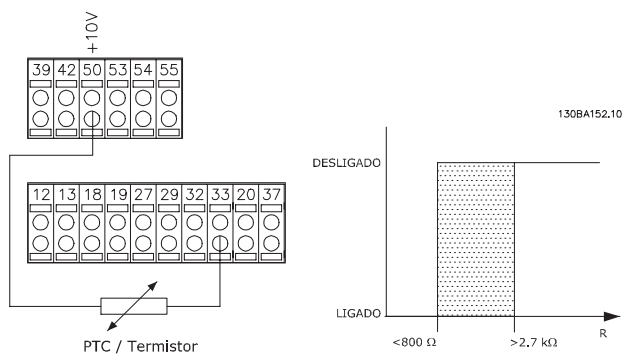 +10V
39 42 50 53 54 55
130BA152.10
DESLIGADO
12 13 18 19 27 29 32 33 20 37
LIGADO
<800 Ω >2.7 kΩ R
PTC / Termistor